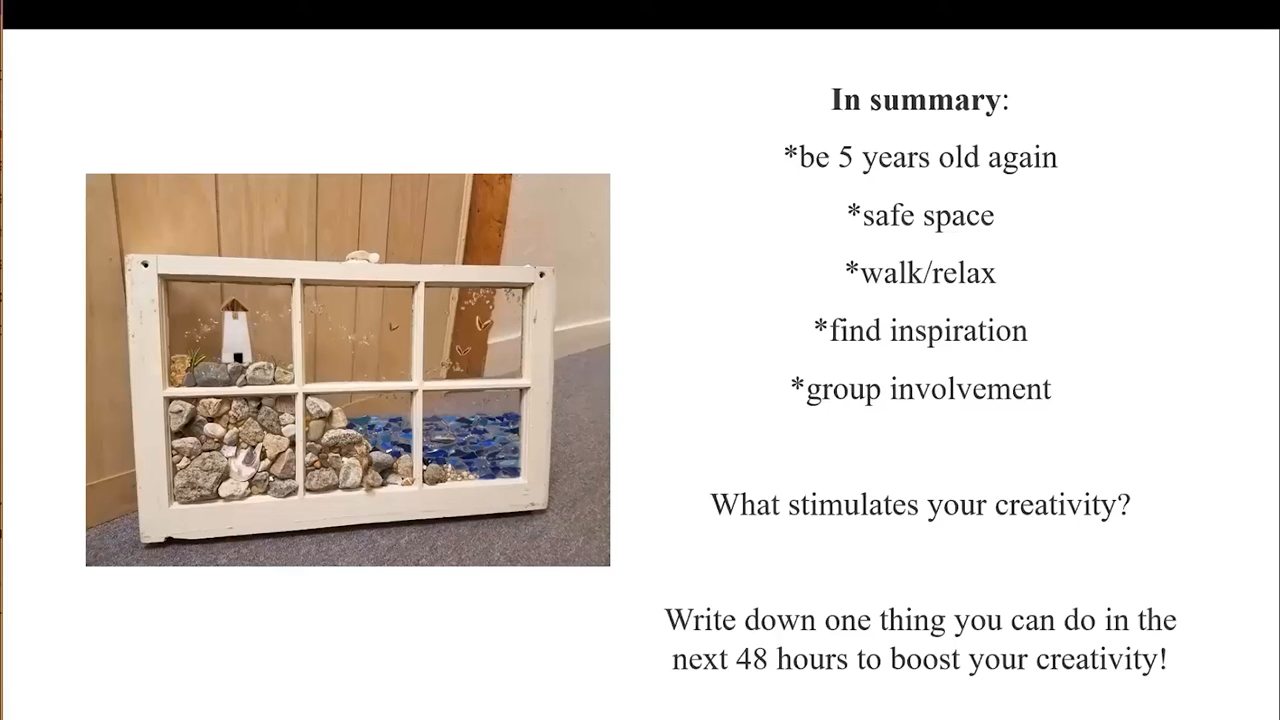 In summary:
*be 5 years old again
*safe space
*walk/relax
*find inspiration
*group involvement
What stimulates your creativity?
Write down one thing you can do in the
next 48 hours to boost your creativity!